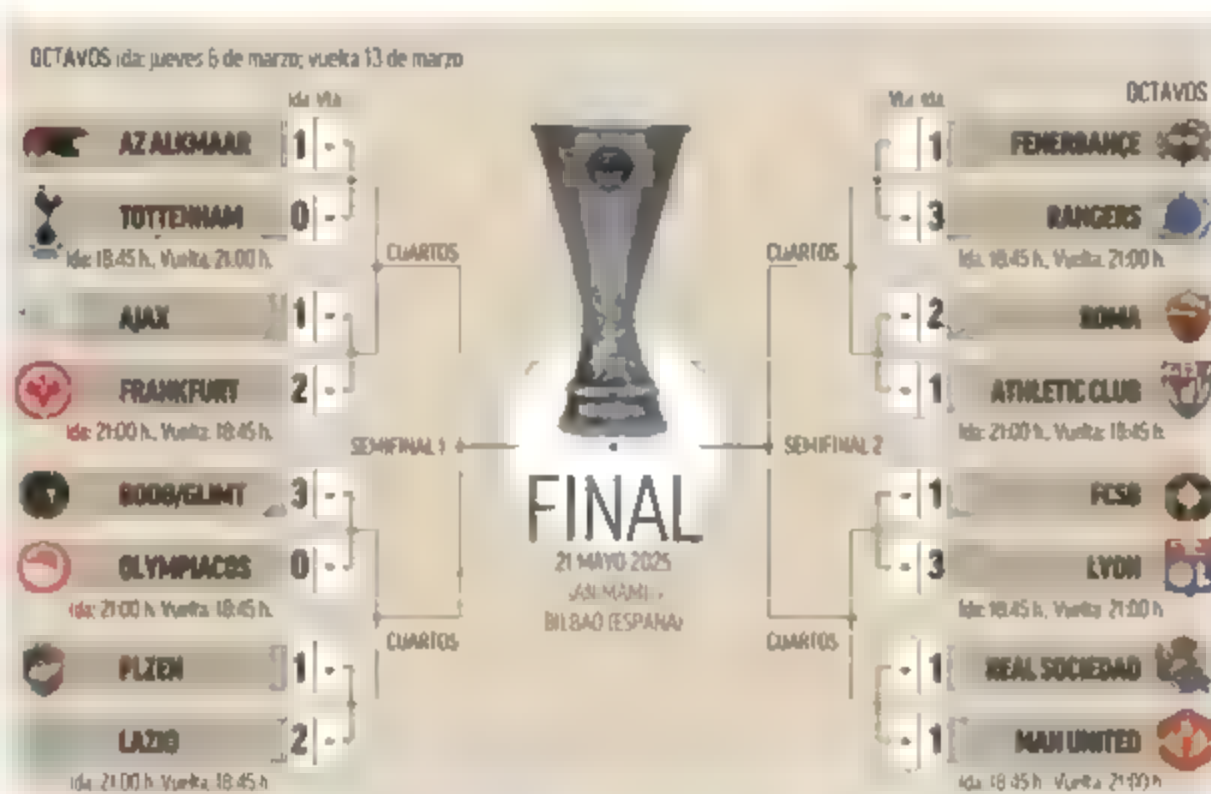 OCTAVOS ida: jueves 6 de marzo; vuelta 13 de marzo
Ida Vta
AZ ALKMAAR 1 -
TOTTENHAM 0 -
Ida: 18:45 h. Vuelta: 21:00 h.
CUARTOS
AJAX 1 -
FRANKFURT 2 -
Ida: 21:00 h. Vuelta: 18:45 h.
SEMIFINAL 1
BODØ/GLIMT 3 -
OLYMPIACOS 0 -
Ida: 21:00 h. Vuelta: 18:45 h.
CUARTOS
PLZEN 1 -
LAZIO 2 -
Ida: 21:00 h. Vuelta: 18:45 h.
FINAL
21 MAYO 2025
SAN MAMÉS
BILBAO (ESPAÑA)
OCTAVOS
Vta Ida
- 1 FENERBAHÇE
- 3 RANGERS
Ida: 18:45 h. Vuelta: 21:00 h.
CUARTOS
- 2 ROMA
- 1 ATHLETIC CLUB
Ida: 21:00 h. Vuelta: 18:45 h.
SEMIFINAL 2
- 1 FCSB
- 3 LYON
Ida: 18:45 h. Vuelta: 21:00 h.
CUARTOS
- 1 REAL SOCIEDAD
- 1 MAN UNITED
Ida: 18:45 h. Vuelta: 21:00 h.